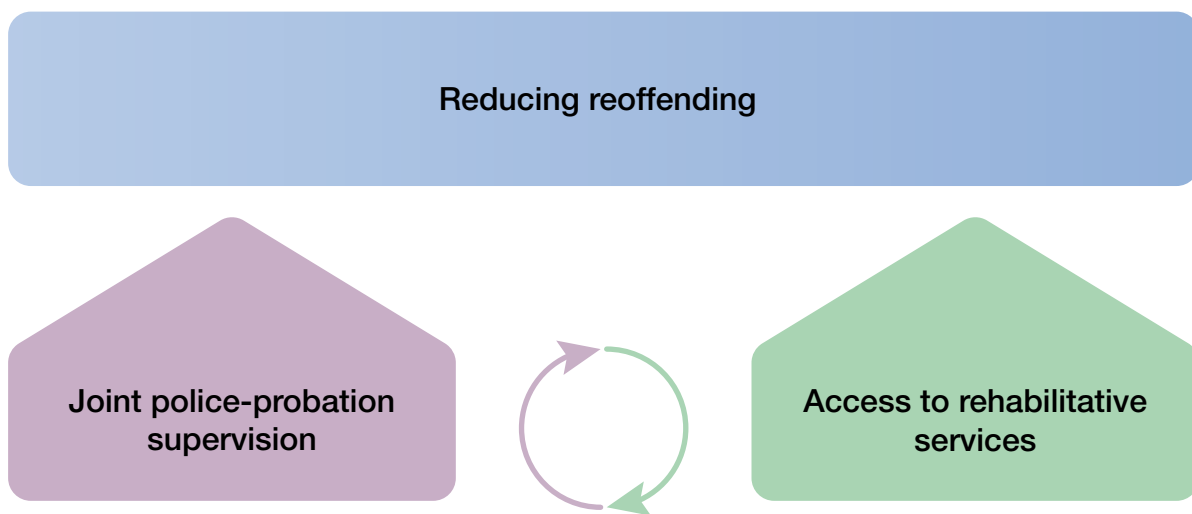 Reducing reoffending
Joint police-probation
supervision
Access to rehabilitative
services